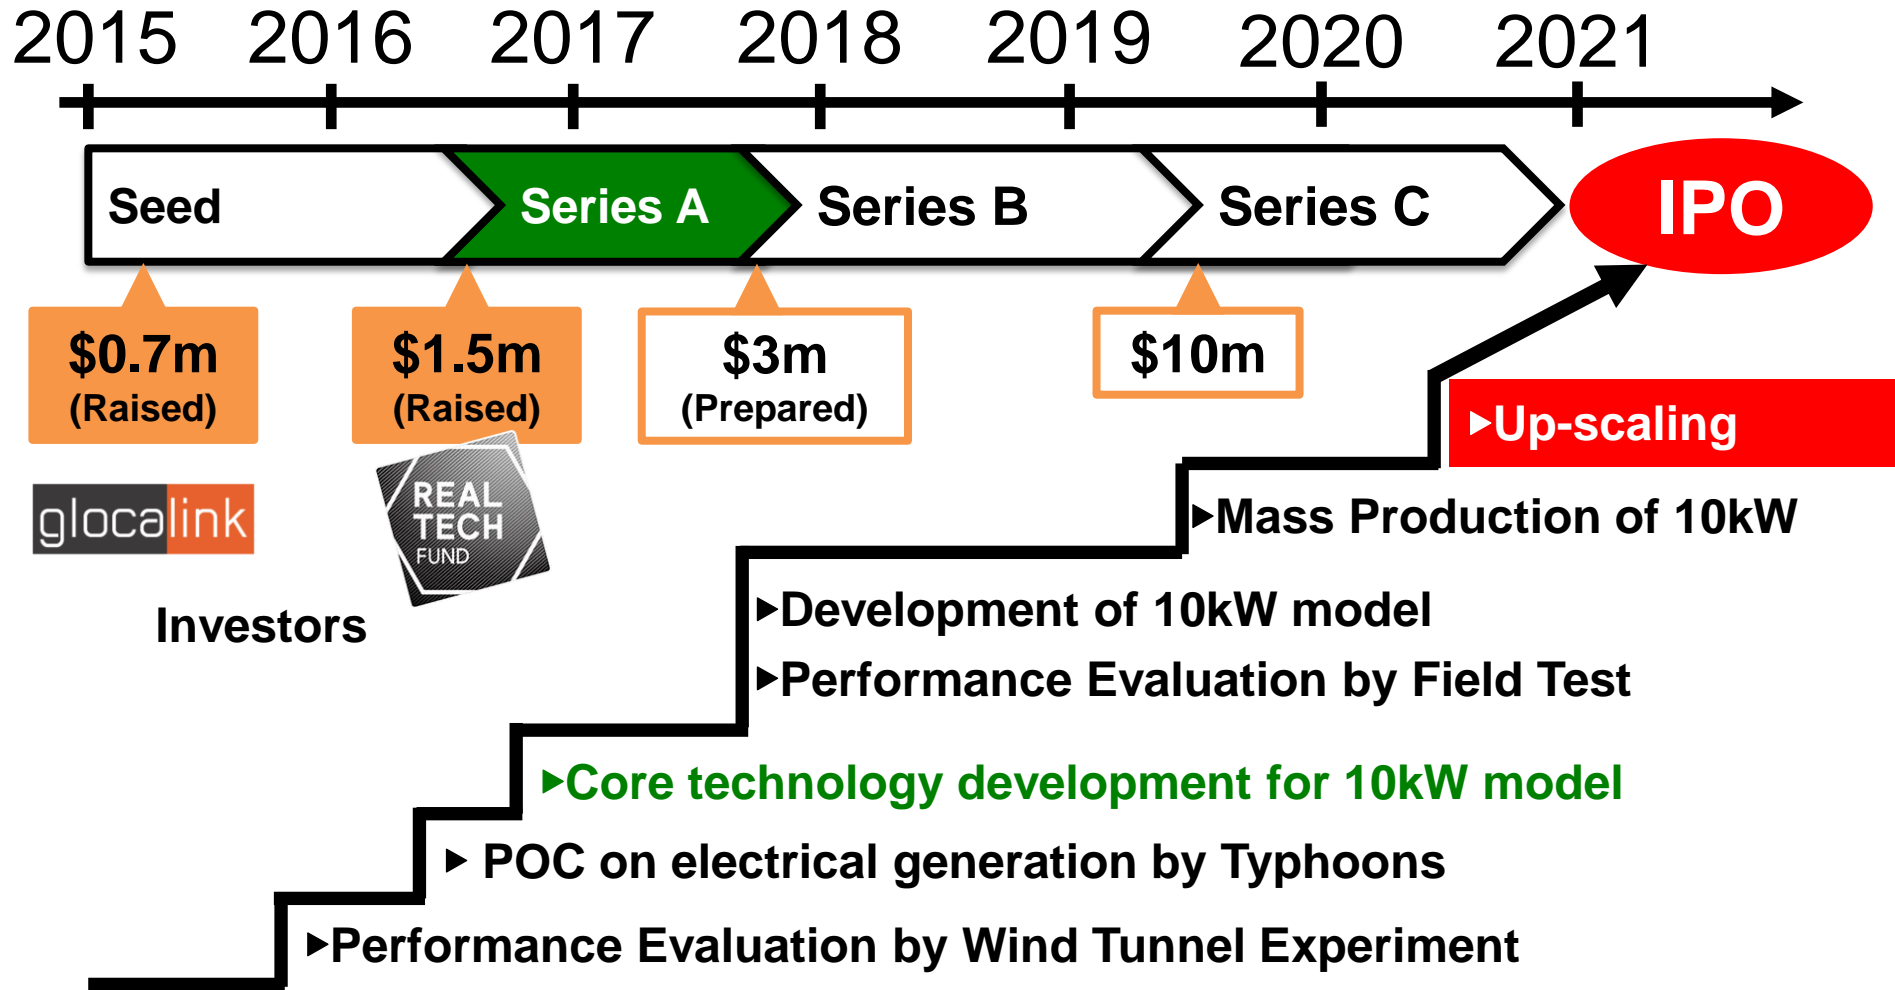 2015 2016 2017 2018 2019 2020 2021
Seed
Series A
Series B
Series C
IPO
$0.7m
(Raised)
$1.5m
(Raised)
$3m
(Prepared)
$10m
glocalink
REAL
TECH
FUND
Investors
▶Up-scaling
▶Mass Production of 10kW
▶Development of 10kW model
▶Performance Evaluation by Field Test
▶Core technology development for 10kW model
▶ POC on electrical generation by Typhoons
▶Performance Evaluation by Wind Tunnel Experiment